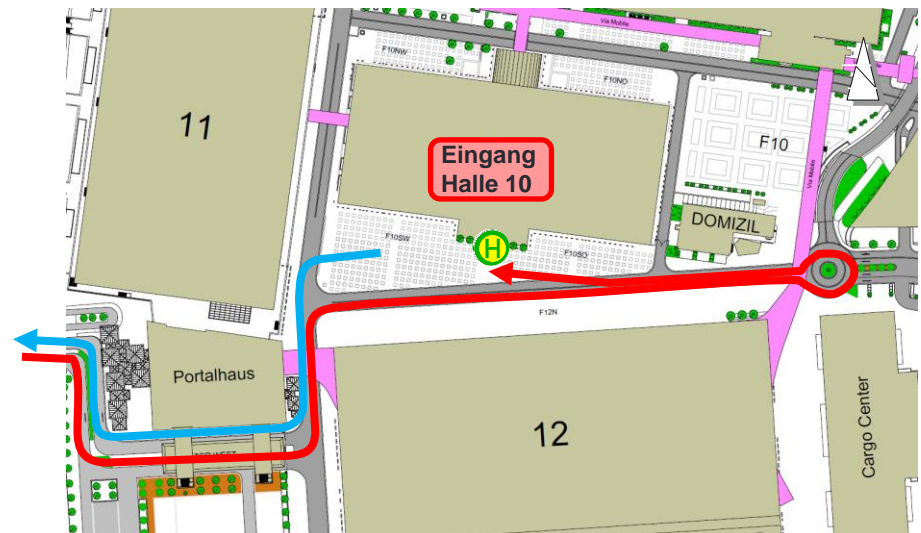 Via Mobile
F10NW
F10NO
11
Eingang
Halle 10
F10
Via Mobile
DOMIZIL
F10SW
H
F10SO
F12N
Portalhaus
12
Cargo Center